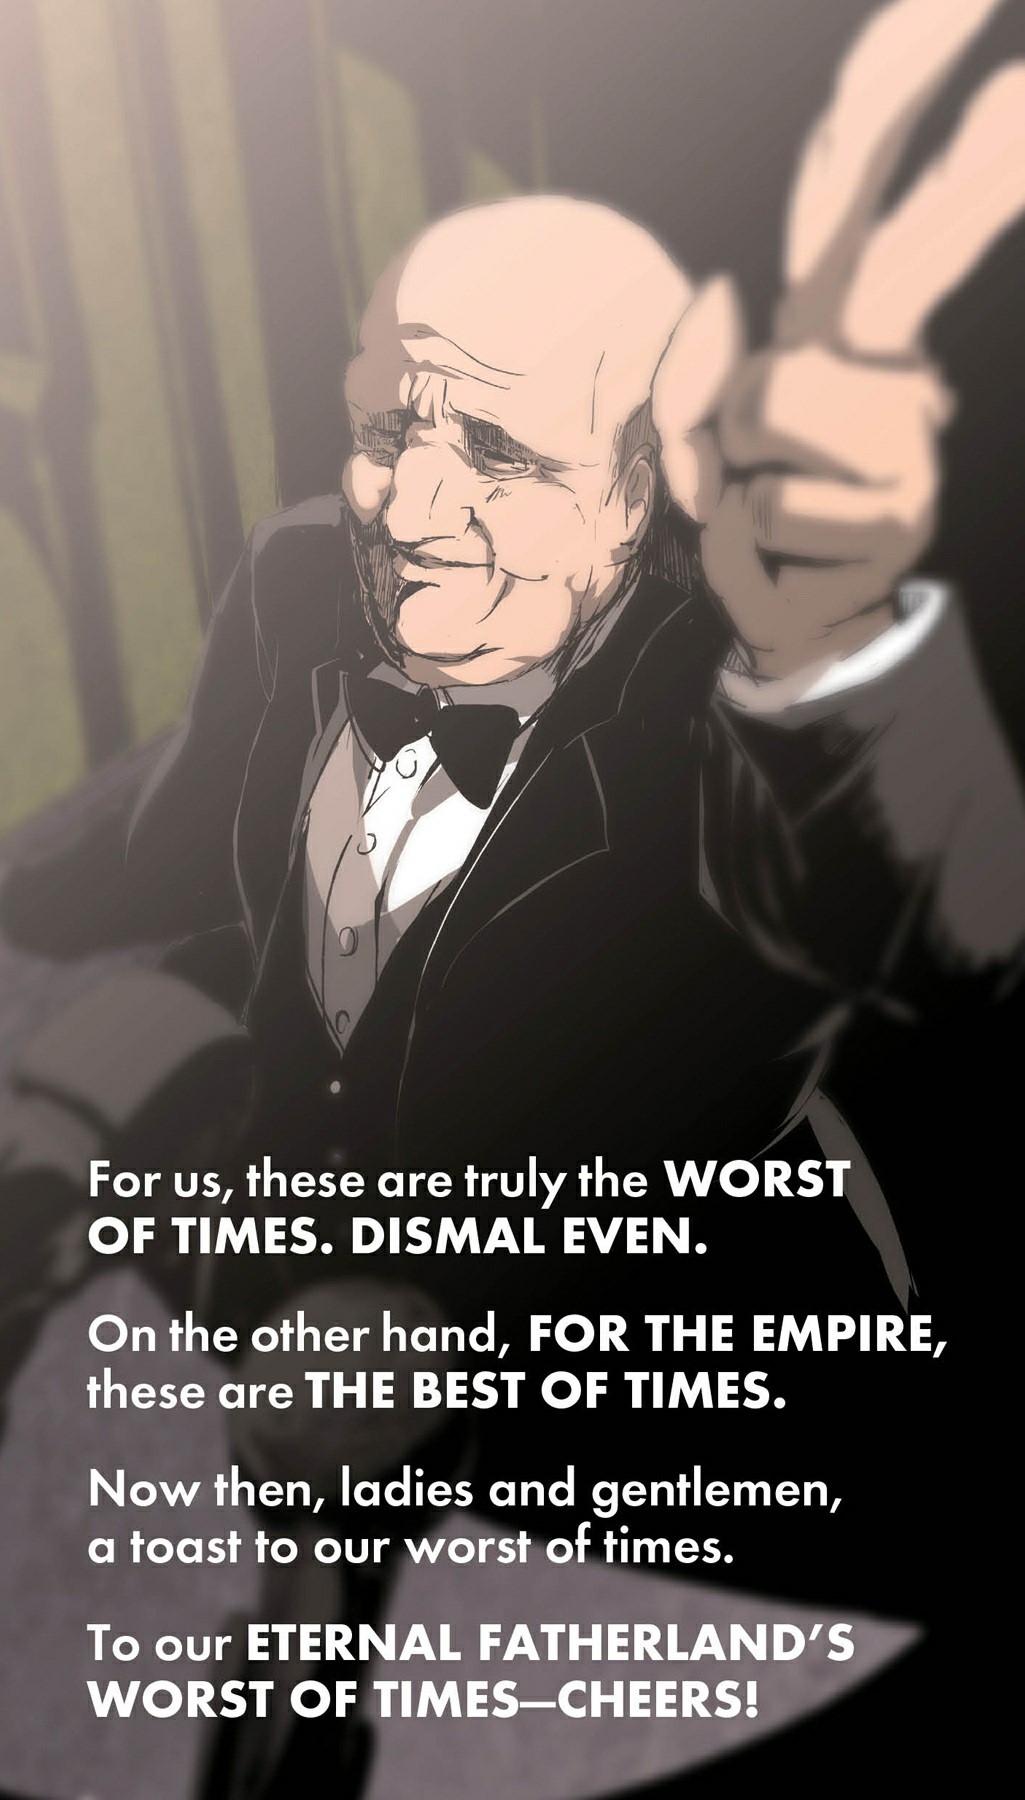 For us, these are truly the WORST
OF TIMES. DISMAL EVEN.
On the other hand, FOR THE EMPIRE,
these are THE BEST OF TIMES.
Now then, ladies and gentlemen,
a toast to our worst of times.
To our ETERNAL FATHERLAND’S
WORST OF TIMES—CHEERS!